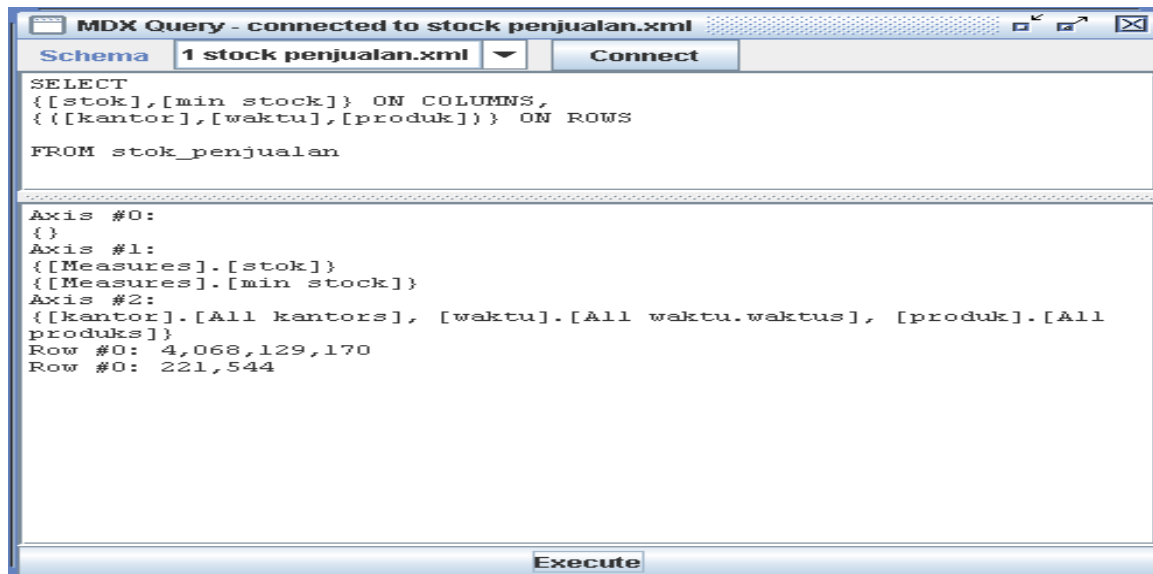 MDX Query - connected to stock penjualan.xml
Schema 1 stock penjualan.xml Connect
SELECT
{[stok],[min stock]} ON COLUMNS,
{([kantor],[waktu],[produk])} ON ROWS
FROM stok_penjualan
Axis #0:
{}
Axis #1:
{[Measures].[stok]}
{[Measures].[min stock]}
Axis #2:
{[kantor].[All kantors], [waktu].[All waktu.waktus], [produk].[All
produks]}
Row #0: 4,068,129,170
Row #0: 221,544
Execute